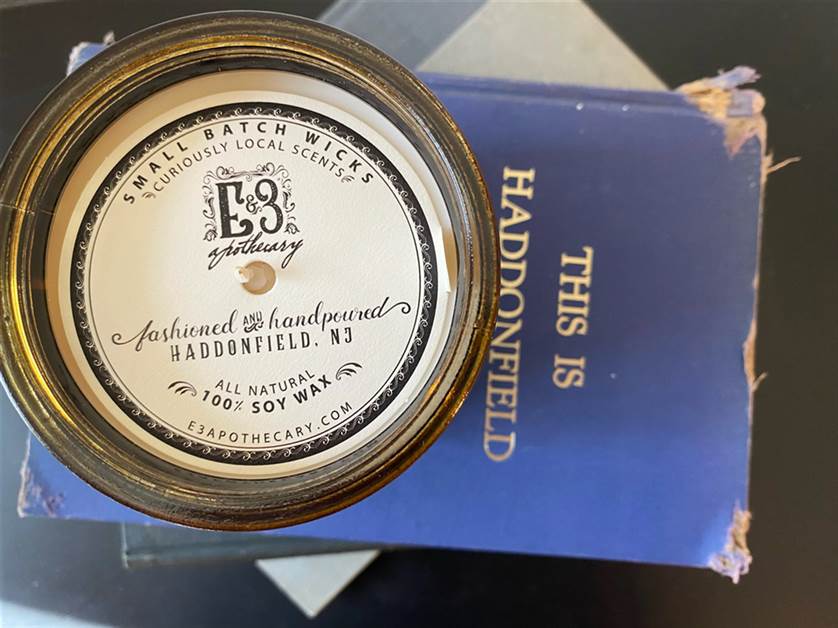 SMALL BATCH WICKS
CURIOUSLY LOCAL SCENTS
E&3
apothecary
fashioned AND handpoured
HADDONFIELD, NJ
ALL NATURAL
100% SOY WAX
E3APOTHECARY.COM
THIS IS
HADDONFIELD